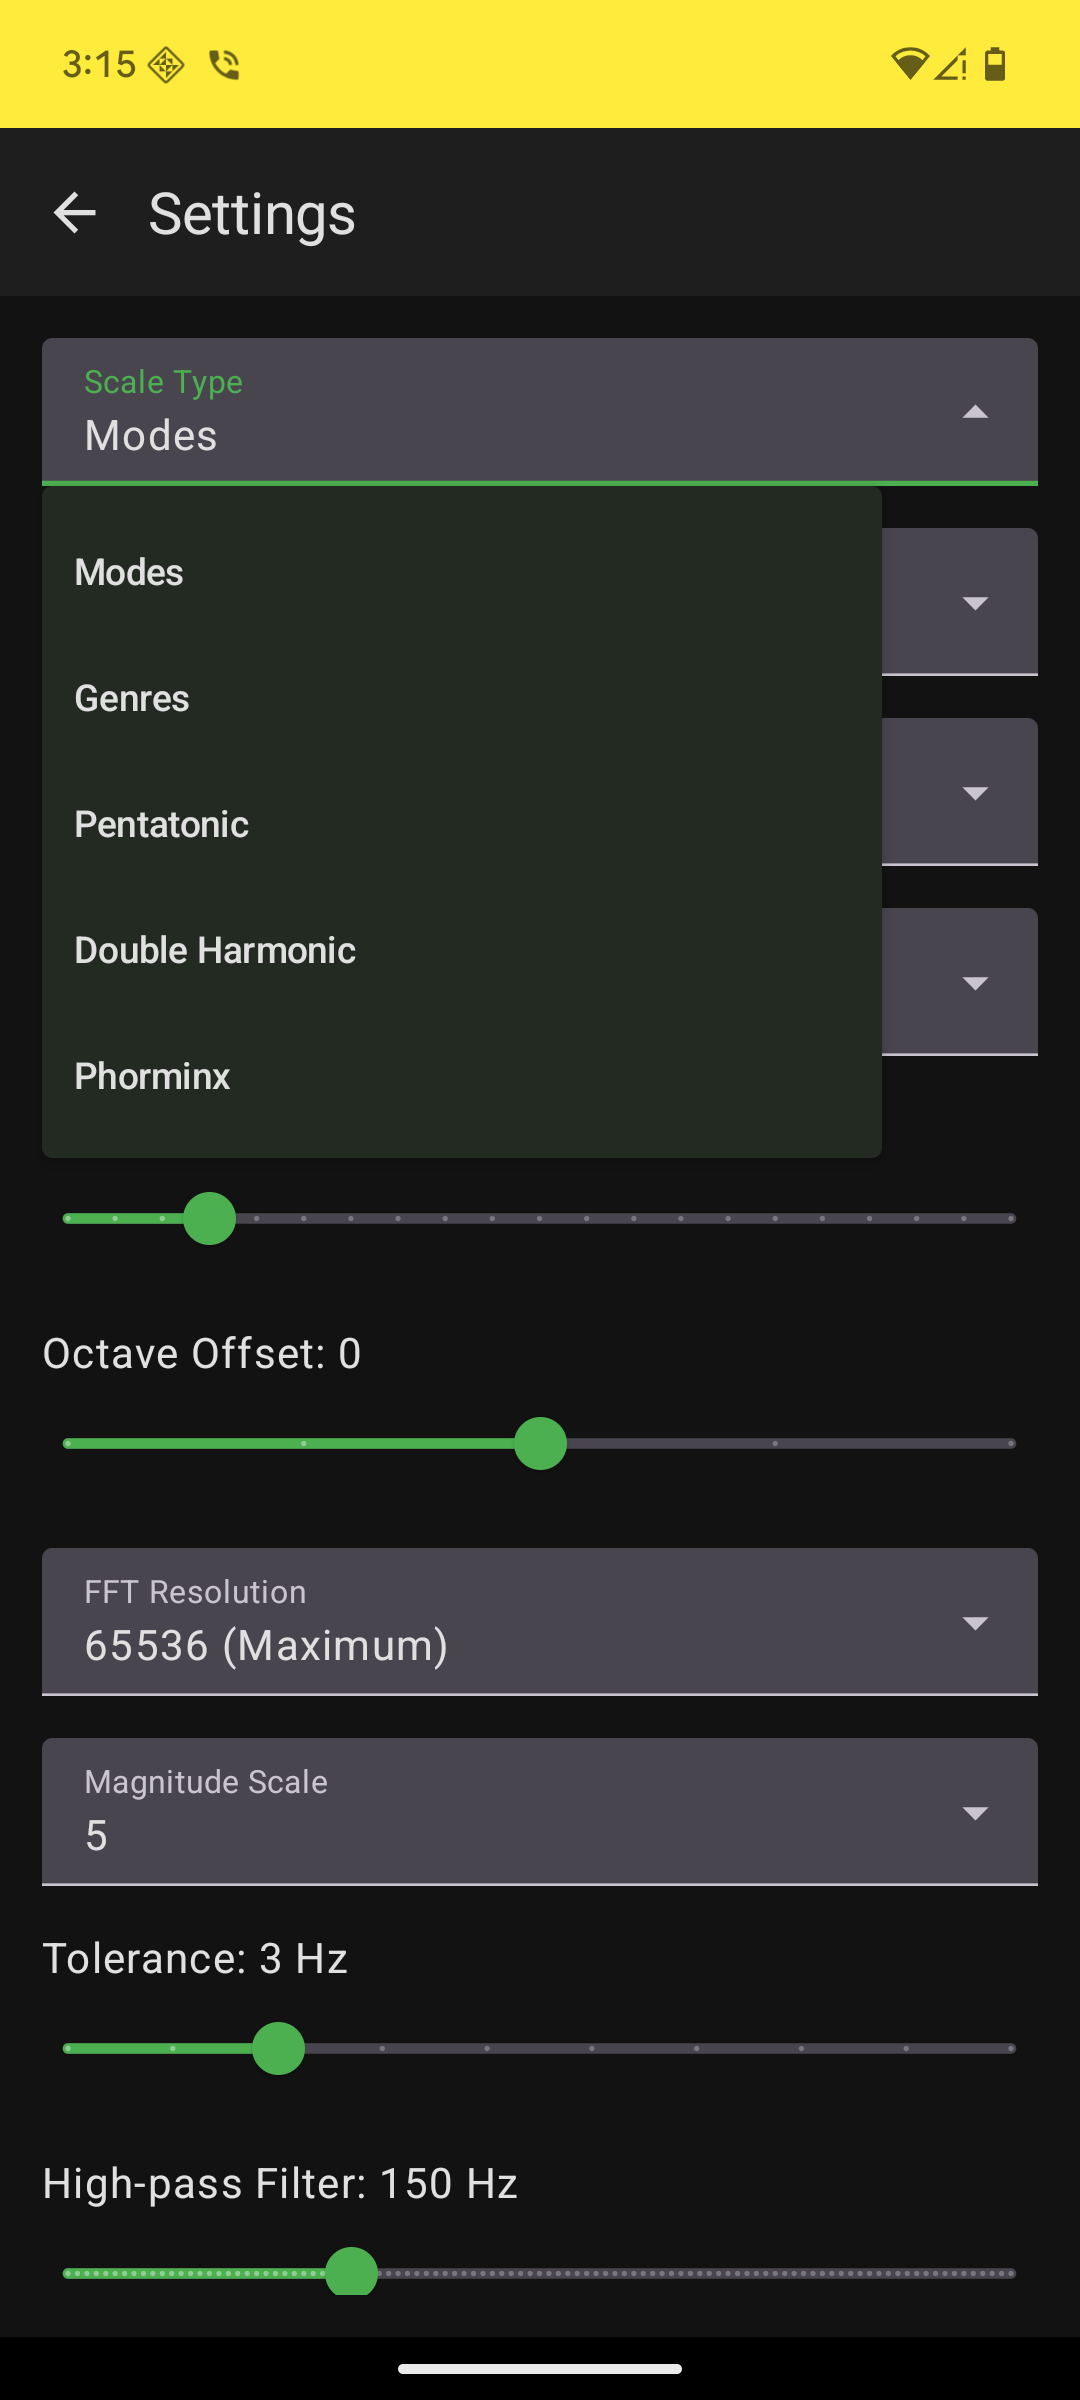 3:15
Settings
Scale Type
Modes
Modes
Genres
Pentatonic
Double Harmonic
Phorminx
Octave Offset: 0
FFT Resolution
65536 (Maximum)
Magnitude Scale
5
Tolerance: 3 Hz
High-pass Filter: 150 Hz